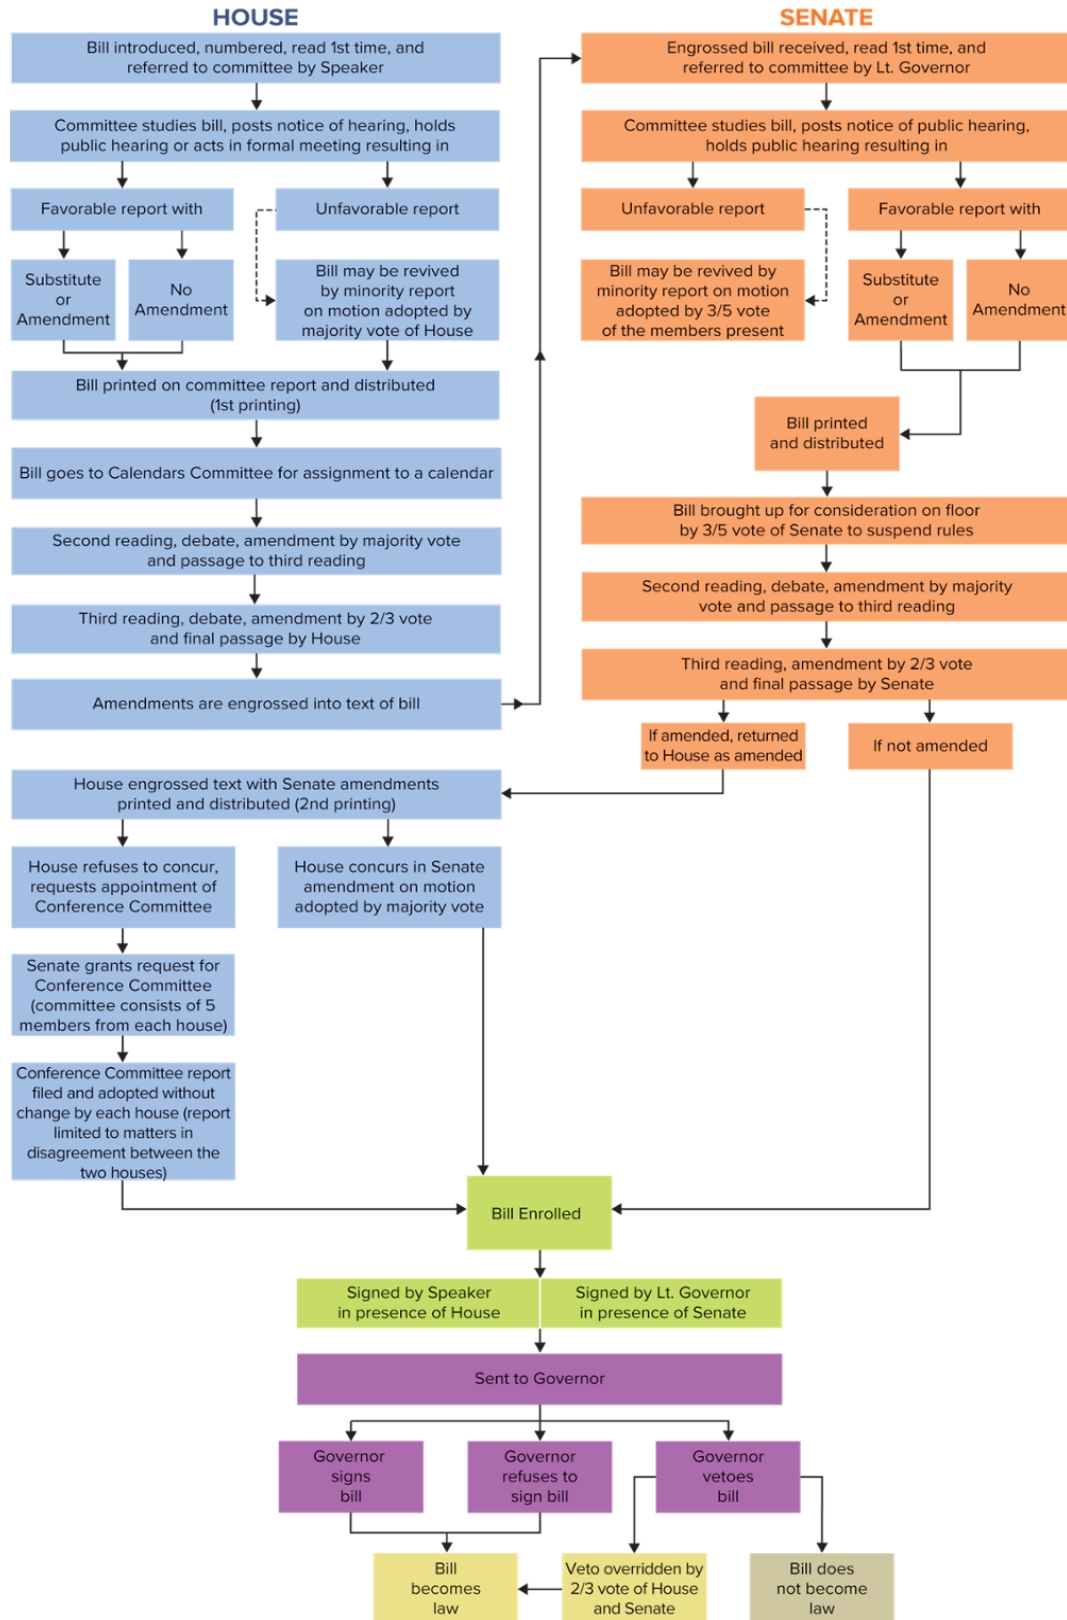 HOUSE
Bill introduced, numbered, read 1st time, and
referred to committee by Speaker
Committee studies bill, posts notice of hearing, holds
public hearing or acts in formal meeting resulting in
Favorable report with
Unfavorable report
Substitute
or
Amendment
No
Amendment
Bill may be revived
by minority report
on motion adopted by
majority vote of House
Bill printed on committee report and distributed
(1st printing)
Bill goes to Calendars Committee for assignment to a calendar
Second reading, debate, amendment by majority vote
and passage to third reading
Third reading, debate, amendment by 2/3 vote
and final passage by House
Amendments are engrossed into text of bill
SENATE
Engrossed bill received, read 1st time, and
referred to committee by Lt. Governor
Committee studies bill, posts notice of public hearing,
holds public hearing resulting in
Unfavorable report
Favorable report with
Bill may be revived by
minority report on motion
adopted by 3/5 vote
of the members present
Substitute
or
Amendment
No
Amendment
Bill printed
and distributed
Bill brought up for consideration on floor
by 3/5 vote of Senate to suspend rules
Second reading, debate, amendment by majority
vote and passage to third reading
Third reading, amendment by 2/3 vote
and final passage by Senate
If amended, returned
to House as amended
If not amended
House engrossed text with Senate amendments
printed and distributed (2nd printing)
House refuses to concur,
requests appointment of
Conference Committee
House concurs in Senate
amendment on motion
adopted by majority vote
Senate grants request for
Conference Committee
(committee consists of 5
members from each house)
Conference Committee report
filed and adopted without
change by each house (report
limited to matters in
disagreement between the
two houses)
Bill Enrolled
Signed by Speaker
in presence of House
Signed by Lt. Governor
in presence of Senate
Sent to Governor
Governor
signs
bill
Governor
refuses to
sign bill
Governor
vetoes
bill
Bill
becomes
law
Veto overridden by
2/3 vote of House
and Senate
Bill does
not become
law